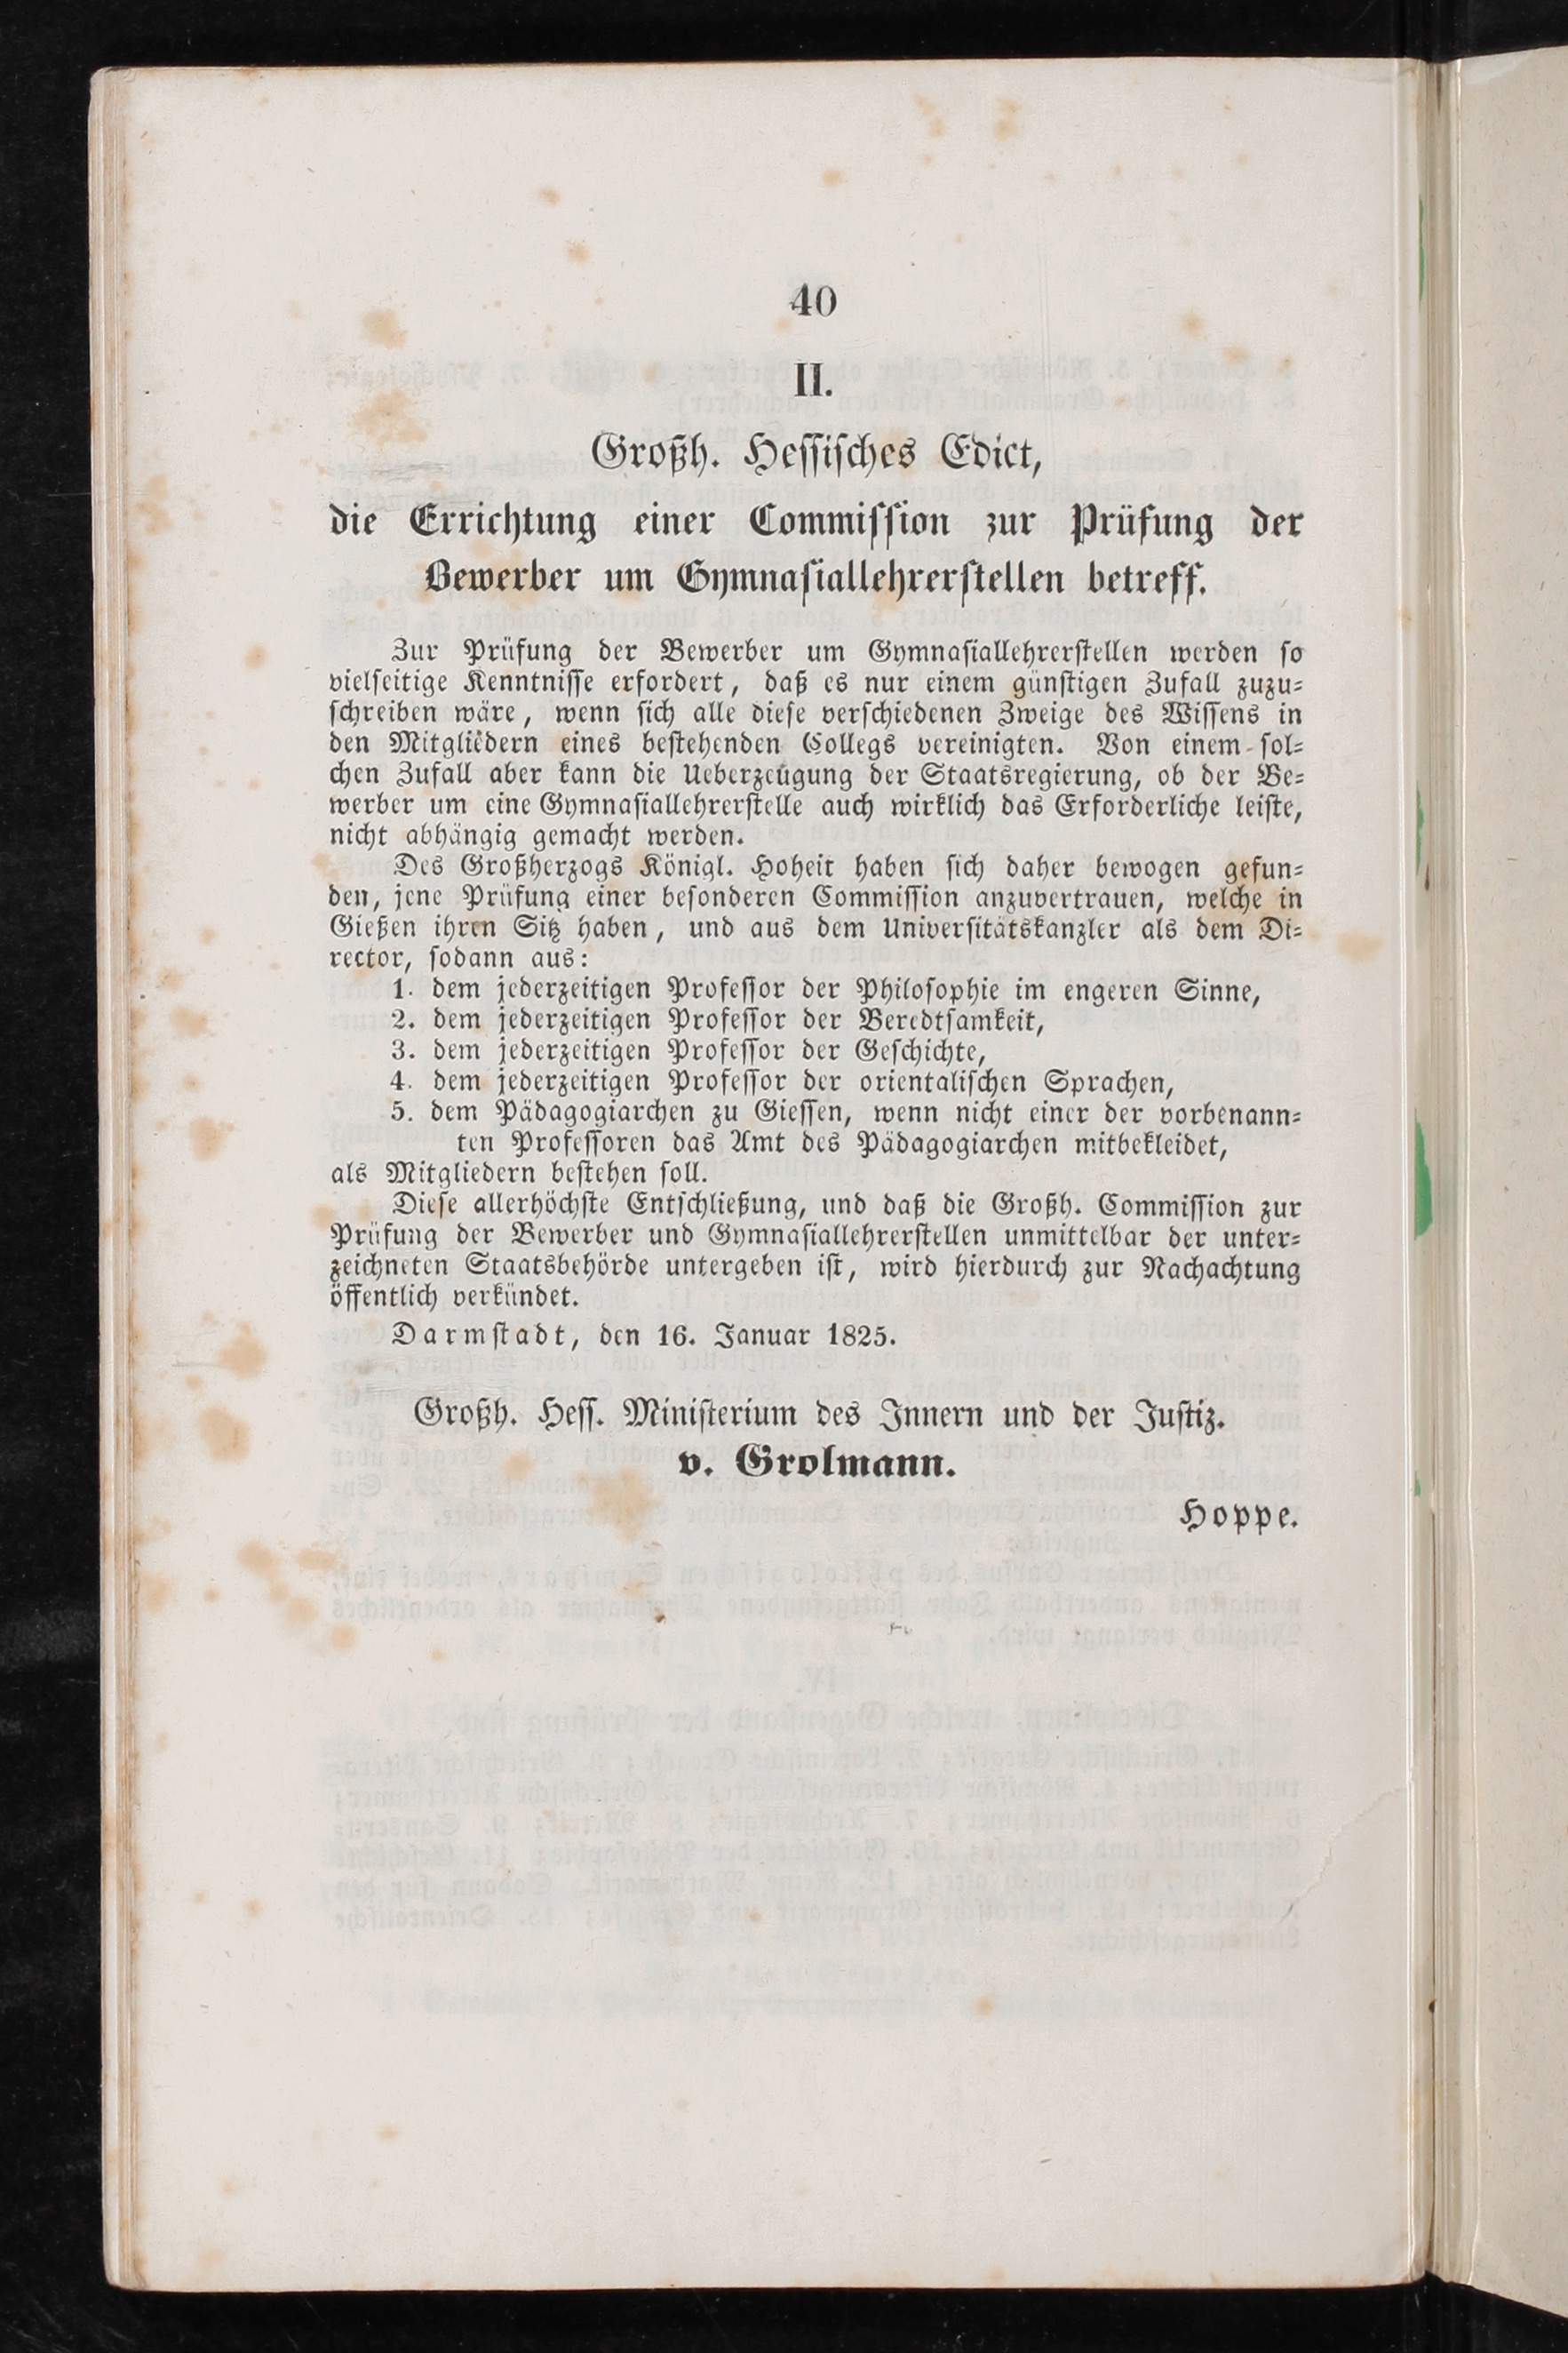 40
II.
Großh. Hessisches Edict,
die Errichtung einer Commission zur Prüfung der
Bewerber um Gymnasiallehrerstellen betreff.
Zur Prüfung der Bewerber um Gymnasiallehrerstellen werden so
vielseitige Kenntnisse erfordert, daß es nur einem günstigen Zufall zuzu-
schreiben wäre, wenn sich alle diese verschiedenen Zweige des Wissens in
den Mitgliedern eines bestehenden Collegs vereinigten. Von einem sol-
chen Zufall aber kann die Ueberzeugung der Staatsregierung, ob der Be-
werber um eine Gymnasiallehrerstelle auch wirklich das Erforderliche leiste,
nicht abhängig gemacht werden.
Des Großherzogs Königl. Hoheit haben sich daher bewogen gefun-
den, jene Prüfung einer besonderen Commission anzuvertrauen, welche in
Gießen ihren Sitz haben, und aus dem Universitätskanzler als dem Di-
rector, sodann aus:
1. dem jederzeitigen Professor der Philosophie im engeren Sinne,
2. dem jederzeitigen Professor der Beredtsamkeit,
3. dem jederzeitigen Professor der Geschichte,
4. dem jederzeitigen Professor der orientalischen Sprachen,
5. dem Pädagogiarchen zu Giessen, wenn nicht einer der vorbenann-
ten Professoren das Amt des Pädagogiarchen mitbekleidet,
als Mitgliedern bestehen soll.
Diese allerhöchste Entschließung, und daß die Großh. Commission zur
Prüfung der Bewerber und Gymnasiallehrerstellen unmittelbar der unter-
zeichneten Staatsbehörde untergeben ist, wird hierdurch zur Nachachtung
öffentlich verkündet.
Darmstadt, den 16. Januar 1825.
Großh. Hess. Ministerium des Innern und der Justiz.
v. Grolmann.
Hoppe.